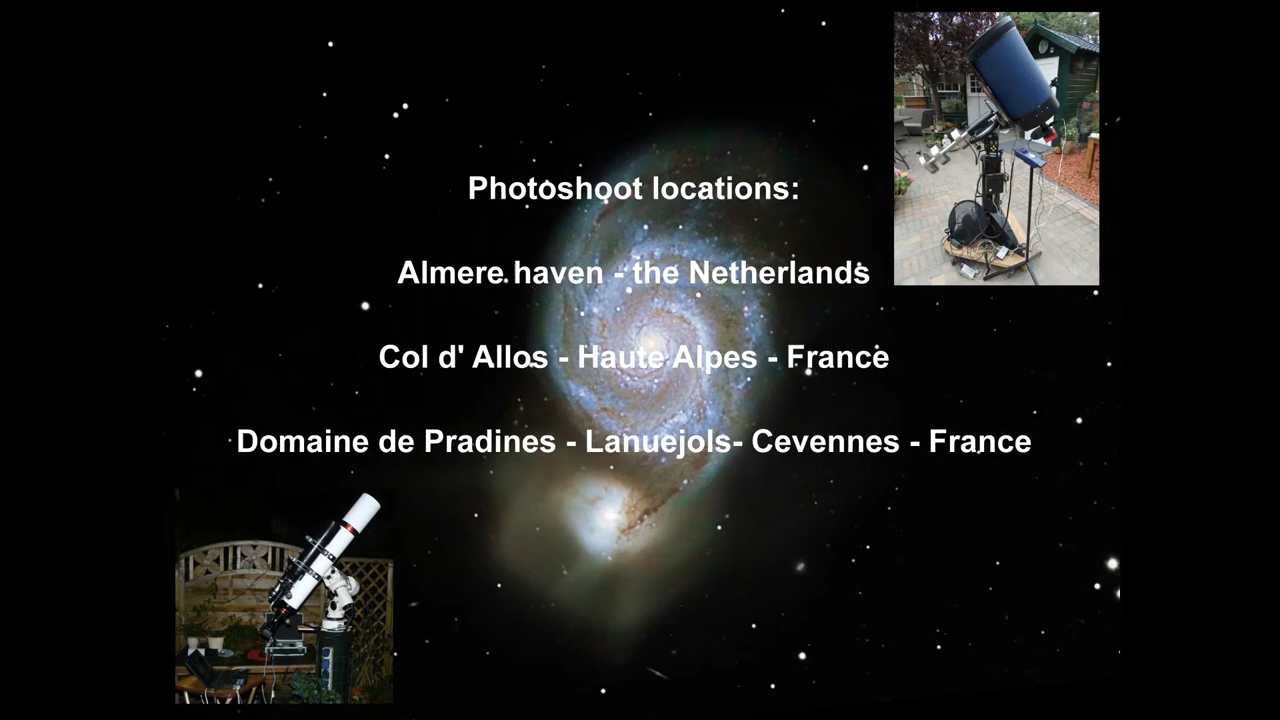 Photoshoot locations:
Almere haven - the Netherlands
Col d' Allos - Haute Alpes - France
Domaine de Pradines - Lanuejols- Cevennes - France